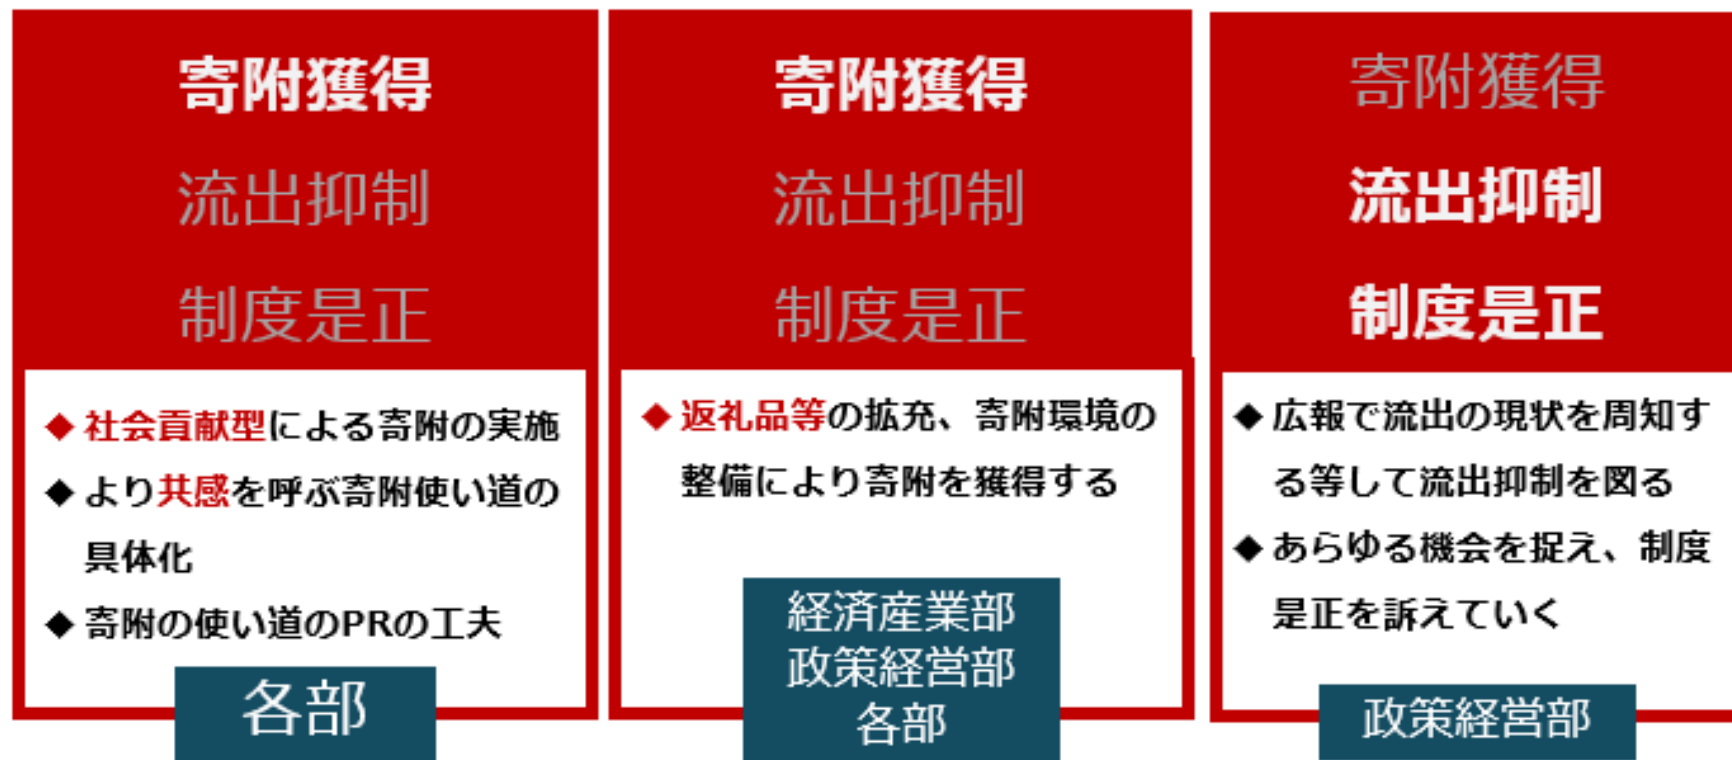 寄附獲得
流出抑制
制度是正
◆ 社会貢献型による寄附の実施
◆ より共感を呼ぶ寄附使い道の
具体化
◆ 寄附の使い道のPRの工夫
各部
寄附獲得
流出抑制
制度是正
◆ 返礼品等の拡充、寄附環境の
整備により寄附を獲得する
経済産業部
政策経営部
各部
寄附獲得
流出抑制
制度是正
◆ 広報で流出の現状を周知す
る等して流出抑制を図る
◆ あらゆる機会を捉え、制度
是正を訴えていく
政策経営部